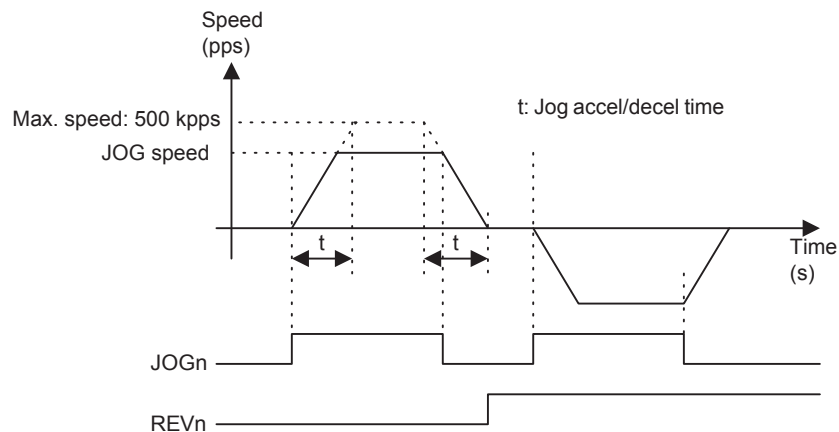 Speed
(pps)
t: Jog accel/decel time
Max. speed: 500 kpps
JOG speed
t
t
Time
(s)
JOGn
REVn